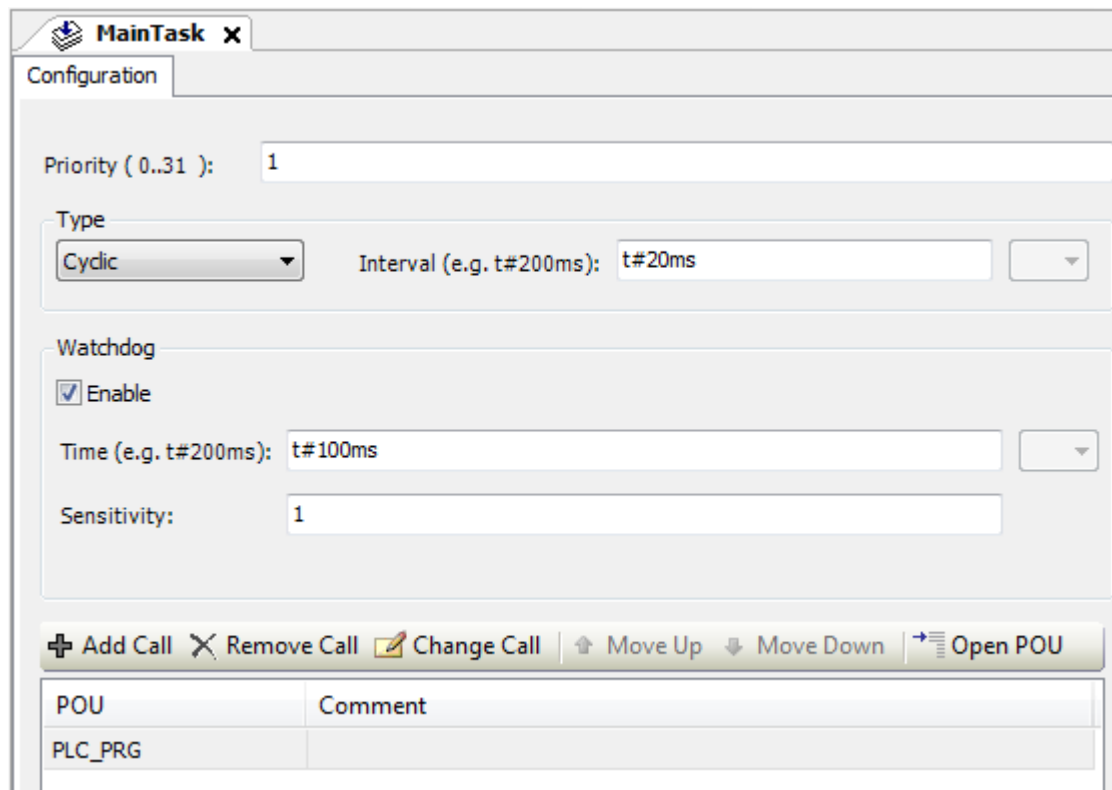 MainTask x
Configuration
Priority ( 0..31 ): 1
Type
Cyclic Interval (e.g. t#200ms): t#20ms
Watchdog
Enable
Time (e.g. t#200ms): t#100ms
Sensitivity: 1
Add Call Remove Call Change Call Move Up Move Down Open POU
POU Comment
PLC_PRG